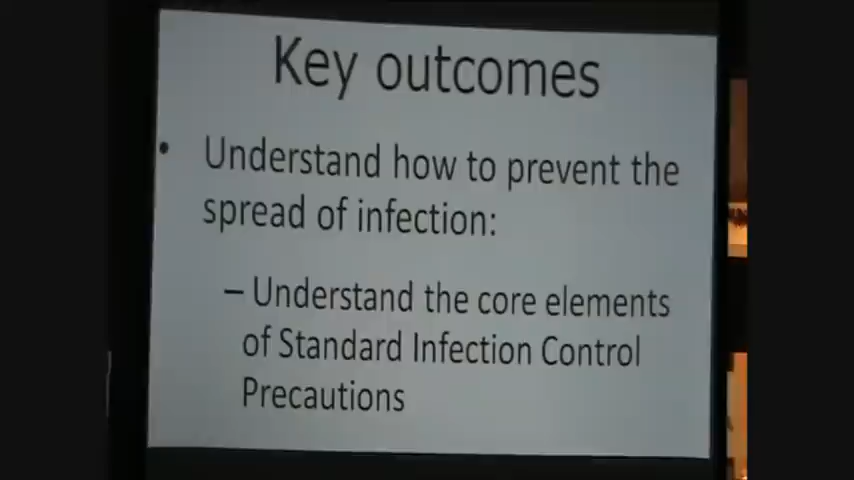 Key outcomes
• Understand how to prevent the
spread of infection:
– Understand the core elements
of Standard Infection Control
Precautions